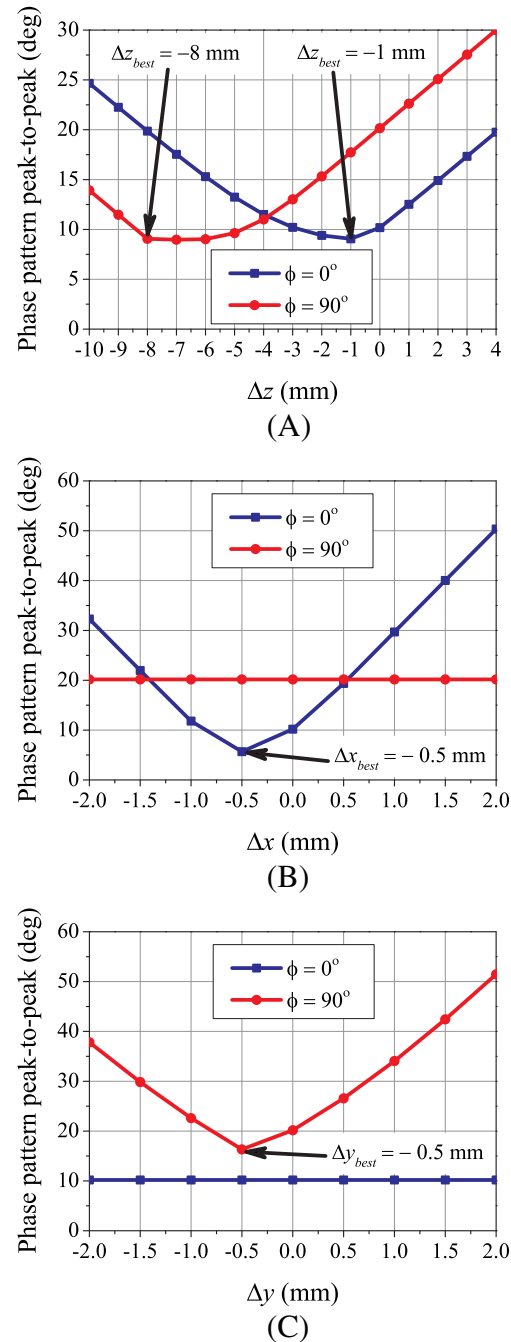 Phase pattern peak-to-peak (deg)
30
25
20
15
10
5
0
Δz_best = −8 mm
Δz_best = −1 mm
ϕ = 0°
ϕ = 90°
-10 -9 -8 -7 -6 -5 -4 -3 -2 -1 0 1 2 3 4
Δz (mm)
(A)
Phase pattern peak-to-peak (deg)
60
50
40
30
20
10
0
ϕ = 0°
ϕ = 90°
Δx_best = − 0.5 mm
-2.0 -1.5 -1.0 -0.5 0.0 0.5 1.0 1.5 2.0
Δx (mm)
(B)
Phase pattern peak-to-peak (deg)
60
50
40
30
20
10
0
ϕ = 0°
ϕ = 90°
Δy_best = − 0.5 mm
-2.0 -1.5 -1.0 -0.5 0.0 0.5 1.0 1.5 2.0
Δy (mm)
(C)